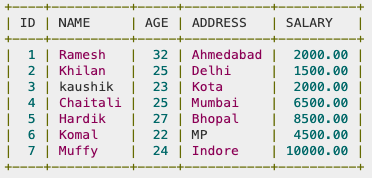 +----+----------+-----+-----------+----------+
| ID | NAME     | AGE | ADDRESS   | SALARY   |
+----+----------+-----+-----------+----------+
|  1 | Ramesh   |  32 | Ahmedabad |  2000.00 |
|  2 | Khilan   |  25 | Delhi     |  1500.00 |
|  3 | kaushik  |  23 | Kota      |  2000.00 |
|  4 | Chaitali |  25 | Mumbai    |  6500.00 |
|  5 | Hardik   |  27 | Bhopal    |  8500.00 |
|  6 | Komal    |  22 | MP        |  4500.00 |
|  7 | Muffy    |  24 | Indore    | 10000.00 |
+----+----------+-----+-----------+----------+